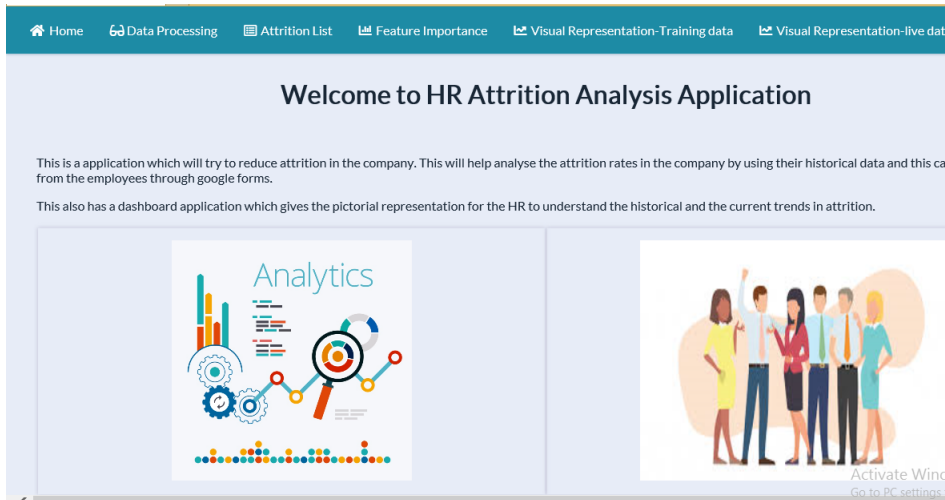 Home Data Processing Attrition List Feature Importance Visual Representation-Training data Visual Representation-live dat
Welcome to HR Attrition Analysis Application
This is a application which will try to reduce attrition in the company. This will help analyse the attrition rates in the company by using their historical data and this ca
from the employees through google forms.
This also has a dashboard application which gives the pictorial representation for the HR to understand the historical and the current trends in attrition.
Analytics
Activate Winc
Go to PC settings